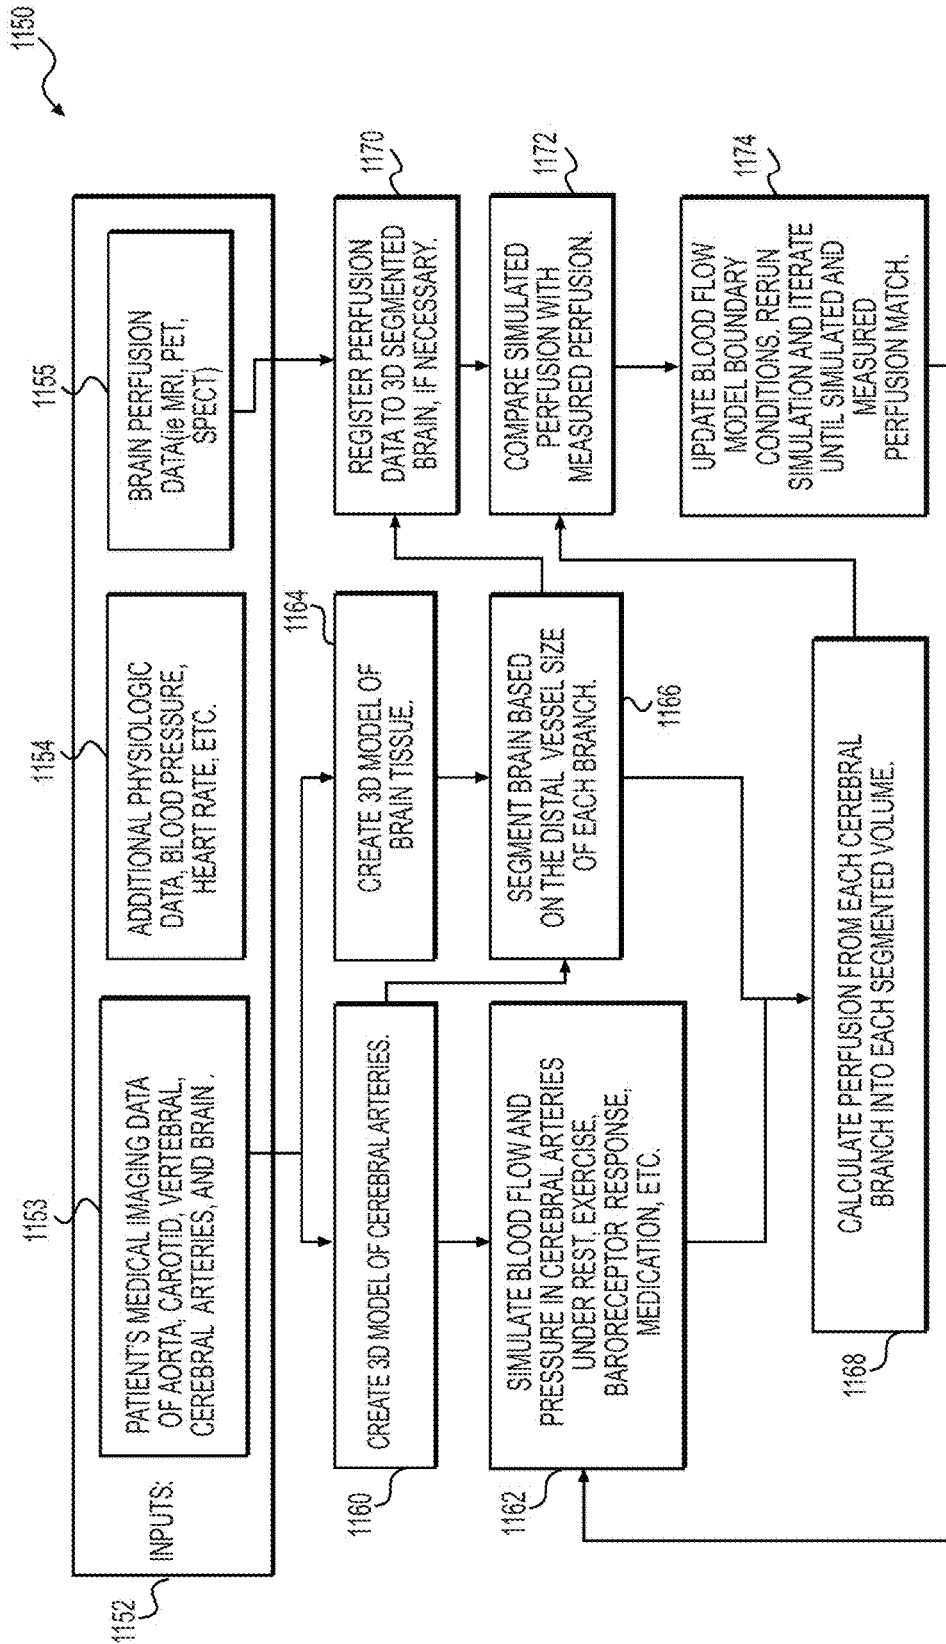 1150
1152
INPUTS:
1153
PATIENT'S MEDICAL IMAGING DATA
OF AORTA, CAROTID, VERTEBRAL,
CEREBRAL ARTERIES, AND BRAIN .
1154
ADDITIONAL PHYSIOLOGIC
DATA, BLOOD PRESSURE,
HEART RATE, ETC.
1155
BRAIN PERFUSION
DATA(ie MRI, PET,
SPECT)
1160
CREATE 3D MODEL OF CEREBRAL ARTERIES.
1164
CREATE 3D MODEL OF
BRAIN TISSUE.
1170
REGISTER PERFUSION
DATA TO 3D SEGMENTED
BRAIN, IF NECESSARY.
1162
SIMULATE BLOOD FLOW AND
PRESSURE IN CEREBRAL ARTERIES
UNDER REST, EXERCISE,
BARORECEPTOR RESPONSE,
MEDICATION, ETC.
SEGMENT BRAIN BASED
ON THE DISTAL VESSEL SIZE
OF EACH BRANCH.
1166
1172
COMPARE SIMULATED
PERFUSION WITH
MEASURED PERFUSION.
1168
CALCULATE PERFUSION FROM EACH CEREBRAL
BRANCH INTO EACH SEGMENTED VOLUME.
1174
UPDATE BLOOD FLOW
MODEL BOUNDARY
CONDITIONS. RERUN
SIMULATION AND ITERATE
UNTIL SIMULATED AND
MEASURED
PERFUSION MATCH.